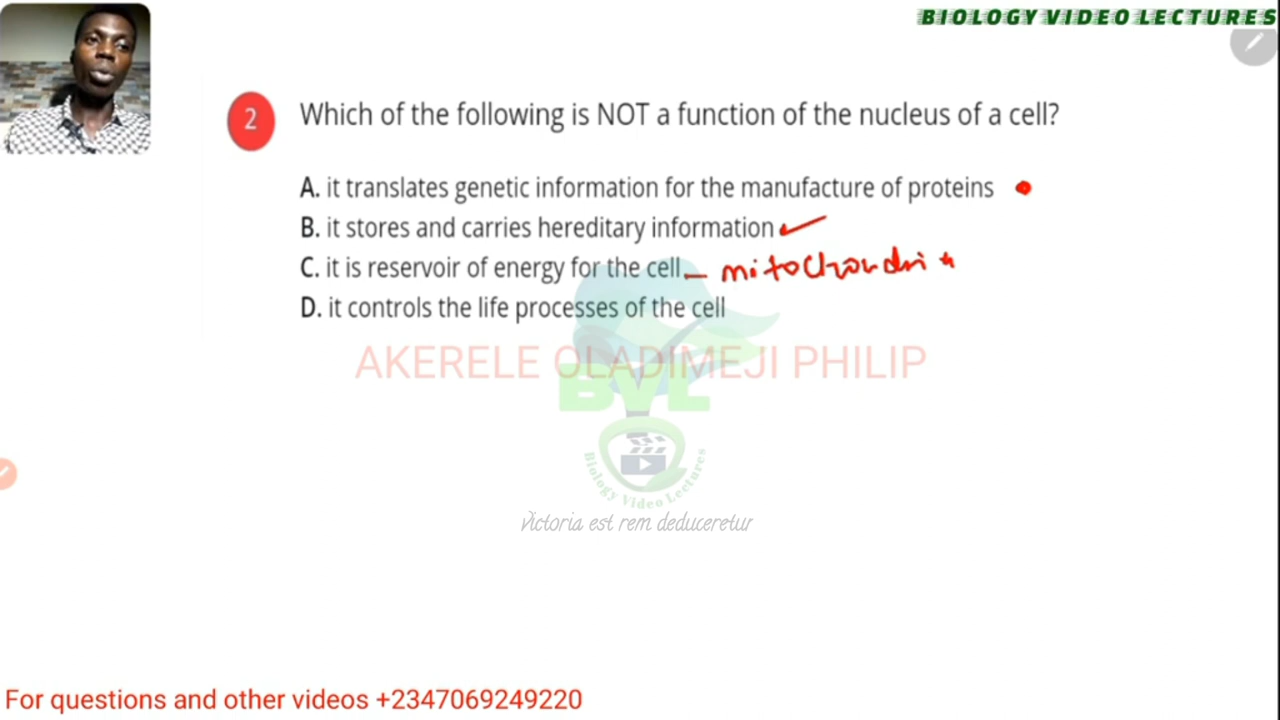 BIOLOGY VIDEO LECTURES
2 Which of the following is NOT a function of the nucleus of a cell?
A. it translates genetic information for the manufacture of proteins
B. it stores and carries hereditary information
C. it is reservoir of energy for the cell - mitochondria
D. it controls the life processes of the cell
AKERELE OLADIMEJI PHILIP
BVL
Biology Video Lectures
Victoria est rem deduceretur
For questions and other videos +2347069249220